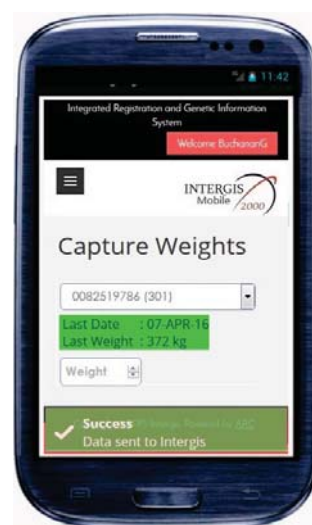 11:42
Integrated Registration and Genetic Information
System
Welcome BuchananG
INTERGIS
Mobile 2000
Capture Weights
0082519786 (301)
Last Date : 07-APR-16
Last Weight : 372 kg
Weight
Success
Data sent to Intergis